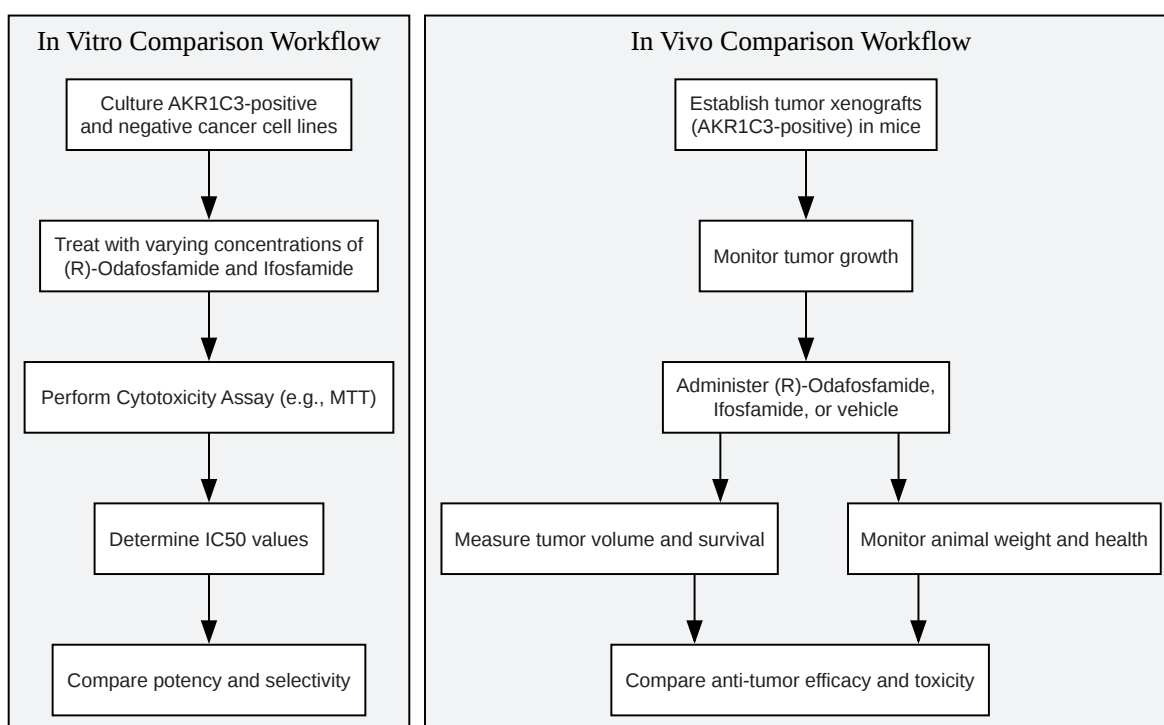 In Vitro Comparison Workflow
Culture AKR1C3-positive
and negative cancer cell lines
Treat with varying concentrations of
(R)-Odafosfamide and Ifosfamide
Perform Cytotoxicity Assay (e.g., MTT)
Determine IC50 values
Compare potency and selectivity
In Vivo Comparison Workflow
Establish tumor xenografts
(AKR1C3-positive) in mice
Monitor tumor growth
Administer (R)-Odafosfamide,
Ifosfamide, or vehicle
Measure tumor volume and survival
Monitor animal weight and health
Compare anti-tumor efficacy and toxicity